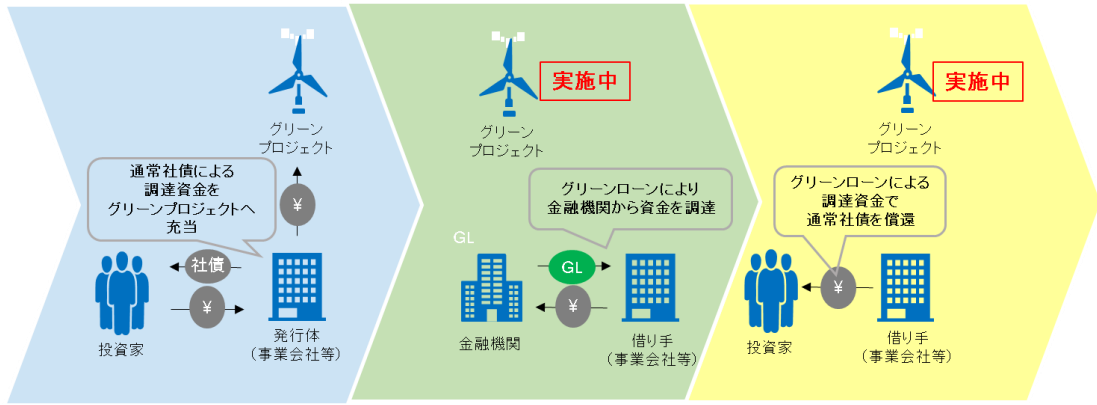 グリーン
プロジェクト
通常社債による
調達資金を
グリーンプロジェクトへ
充当
¥
社債
¥
投資家
発行体
（事業会社等）
実施中
グリーン
プロジェクト
グリーンローンにより
金融機関から資金を調達
GL
GL
¥
金融機関
借り手
（事業会社等）
実施中
グリーン
プロジェクト
グリーンローンによる
調達資金で
通常社債を償還
¥
投資家
借り手
（事業会社等）